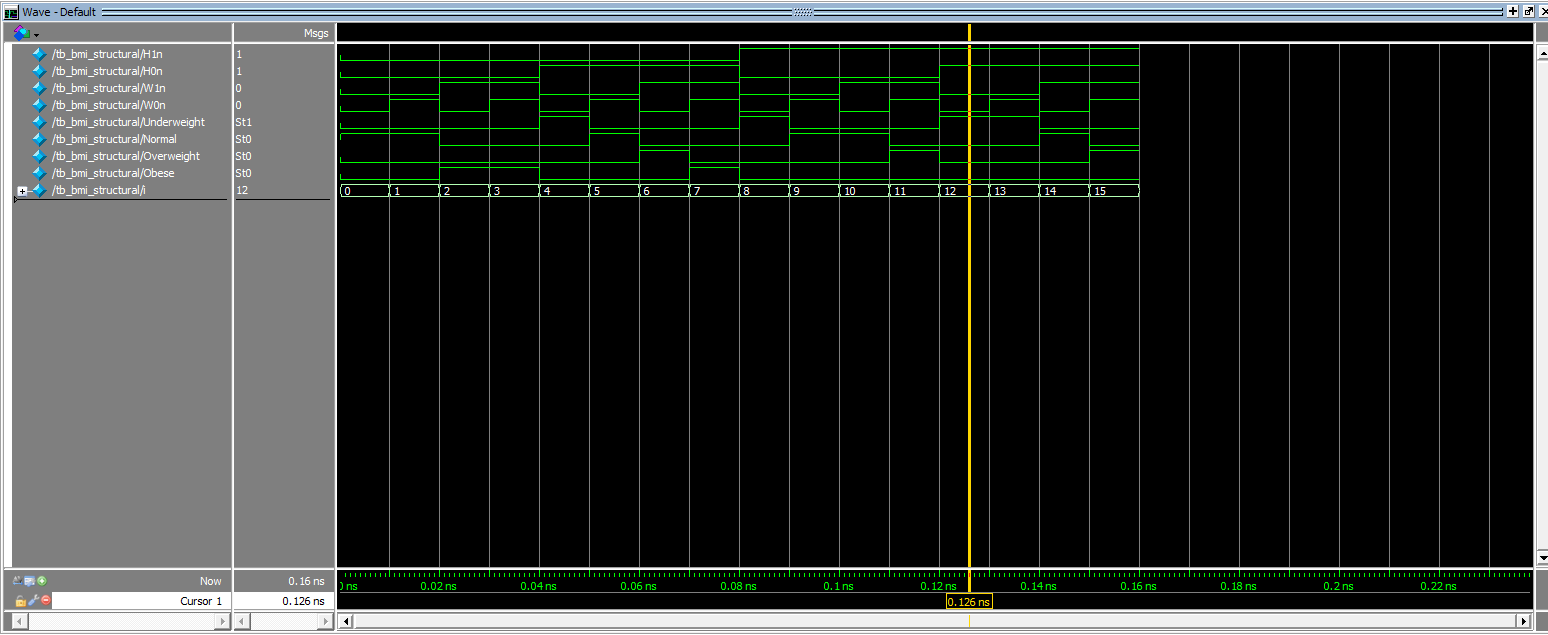 Wave - Default
Msgs
/tb_bmi_structural/H1n 1
/tb_bmi_structural/H0n 1
/tb_bmi_structural/W1n 0
/tb_bmi_structural/W0n 0
/tb_bmi_structural/Underweight St1
/tb_bmi_structural/Normal St0
/tb_bmi_structural/Overweight St0
/tb_bmi_structural/Obese St0
/tb_bmi_structural/i 12 0 1 2 3 4 5 6 7 8 9 10 11 12 13 14 15
Now 0.16 ns ns 0.02 ns 0.04 ns 0.06 ns 0.08 ns 0.1 ns 0.12 ns 0.14 ns 0.16 ns 0.18 ns 0.2 ns 0.22 ns
Cursor 1 0.126 ns 0.126 ns